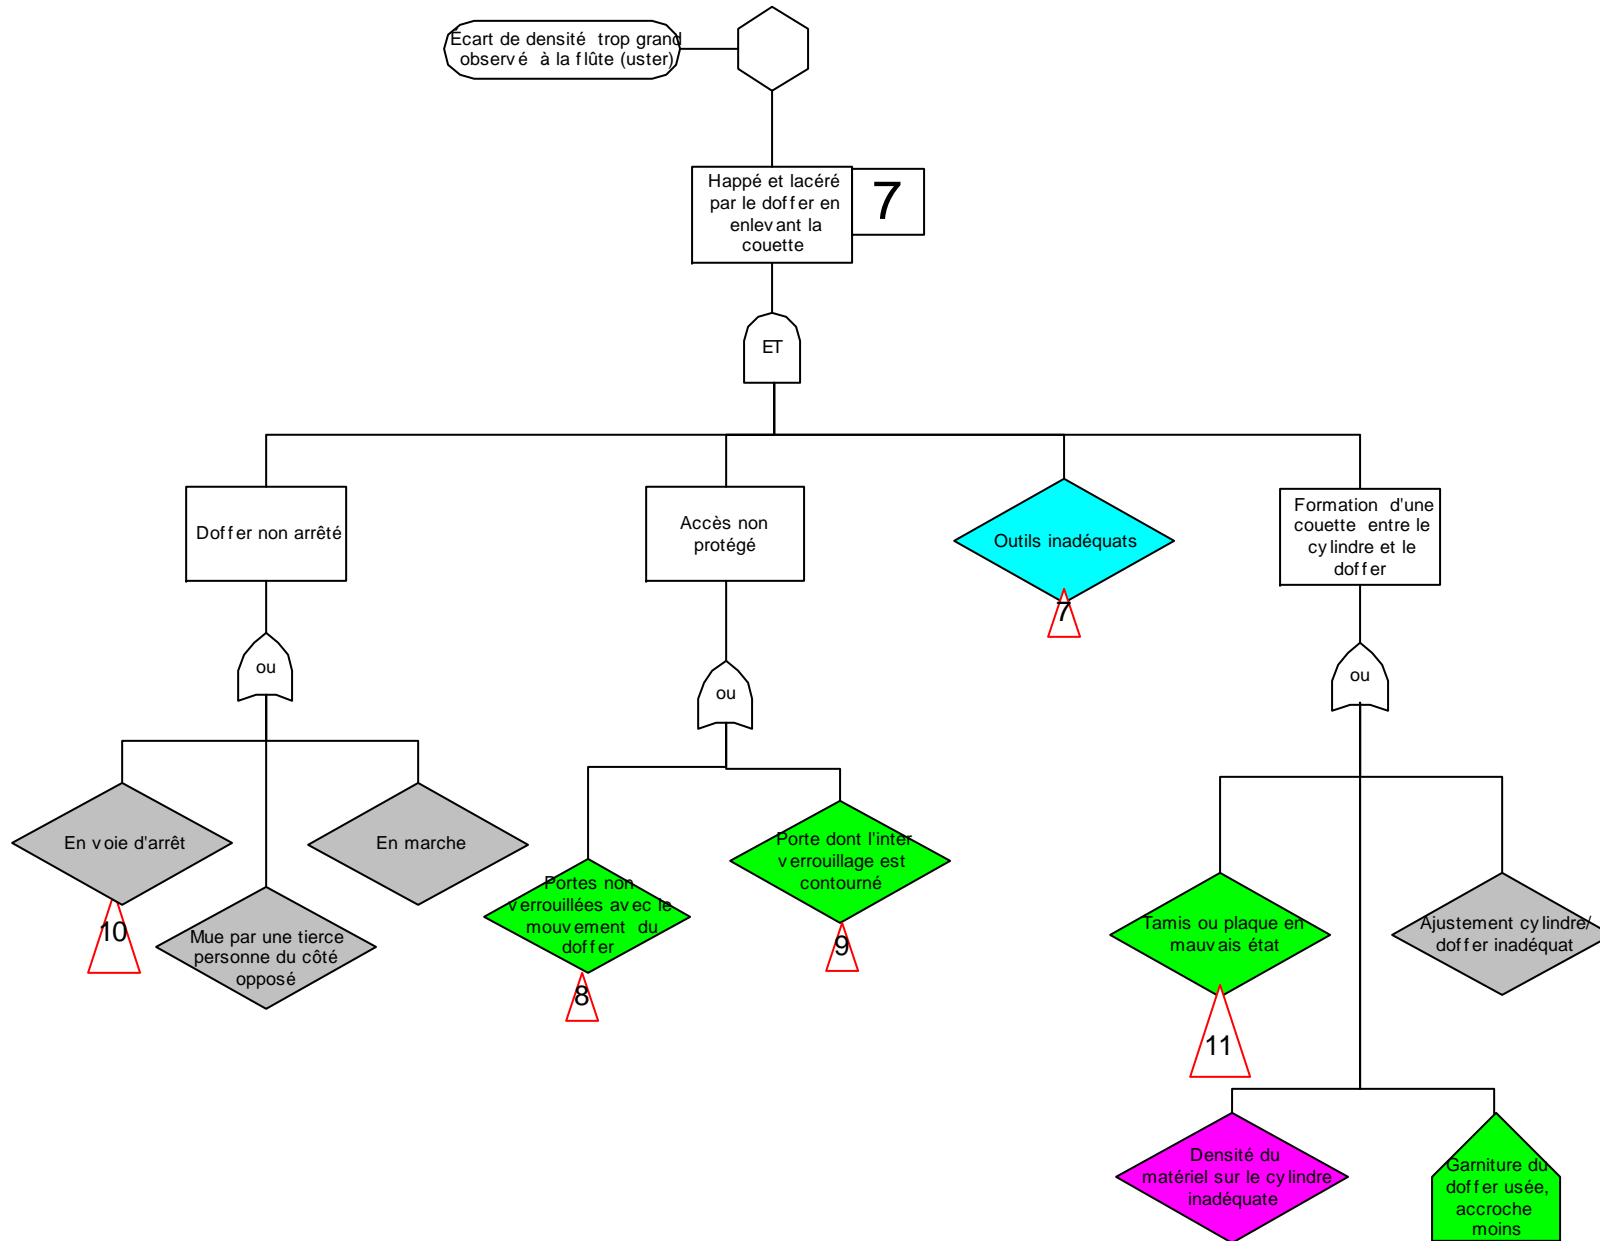 Écart de densité trop grand
observé à la flûte (uster)
Happé et lacéré
par le doffer en
enlevant la
couette
7
ET
Doffer non arrêté
Accès non
protégé
Outils inadéquats
7
Formation d'une
couette entre le
cylindre et le
doffer
ou
ou
ou
En voie d'arrêt
10
Mue par une tierce
personne du côté
opposé
En marche
Portes non
verrouillées avec le
mouvement du
doffer
8
Porte dont l'inter
verrouillage est
contourné
9
Tamis ou plaque en
mauvais état
11
Ajustement cylindre/
doffer inadéquat
Densité du
matériel sur le cylindre
inadéquate
Garniture du
doffer usée,
accroche
moins